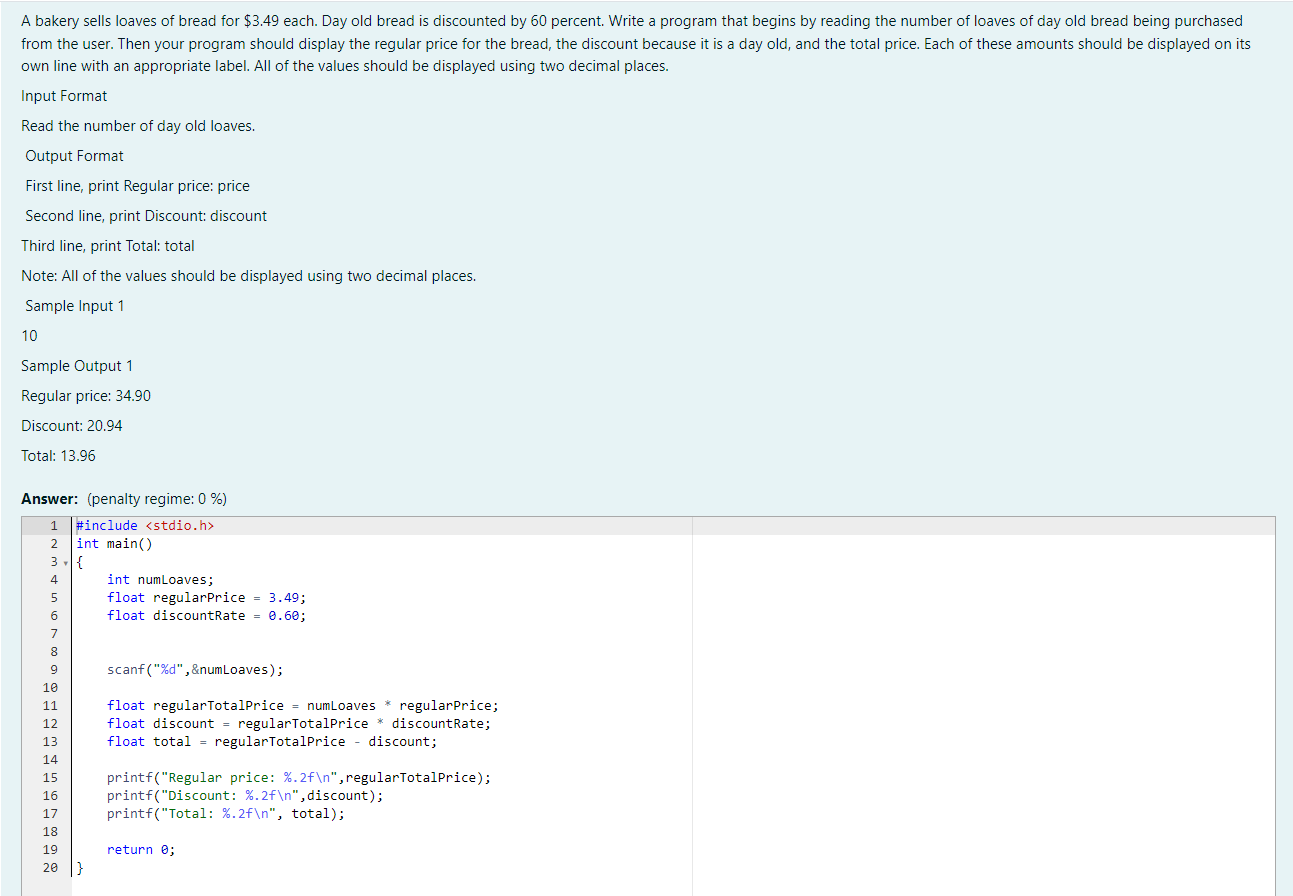 A bakery sells loaves of bread for $3.49 each. Day old bread is discounted by 60 percent. Write a program that begins by reading the number of loaves of day old bread being purchased
from the user. Then your program should display the regular price for the bread, the discount because it is a day old, and the total price. Each of these amounts should be displayed on its
own line with an appropriate label. All of the values should be displayed using two decimal places.
Input Format
Read the number of day old loaves.
Output Format
First line, print Regular price: price
Second line, print Discount: discount
Third line, print Total: total
Note: All of the values should be displayed using two decimal places.
Sample Input 1
10
Sample Output 1
Regular price: 34.90
Discount: 20.94
Total: 13.96
Answer: (penalty regime: 0 %)
1 #include <stdio.h>
2 int main()
3 {
4     int numLoaves;
5     float regularPrice = 3.49;
6     float discountRate = 0.60;
7
8
9     scanf("%d",&numLoaves);
10
11     float regularTotalPrice = numLoaves * regularPrice;
12     float discount = regularTotalPrice * discountRate;
13     float total = regularTotalPrice - discount;
14
15     printf("Regular price: %.2f\n",regularTotalPrice);
16     printf("Discount: %.2f\n",discount);
17     printf("Total: %.2f\n", total);
18
19     return 0;
20 }